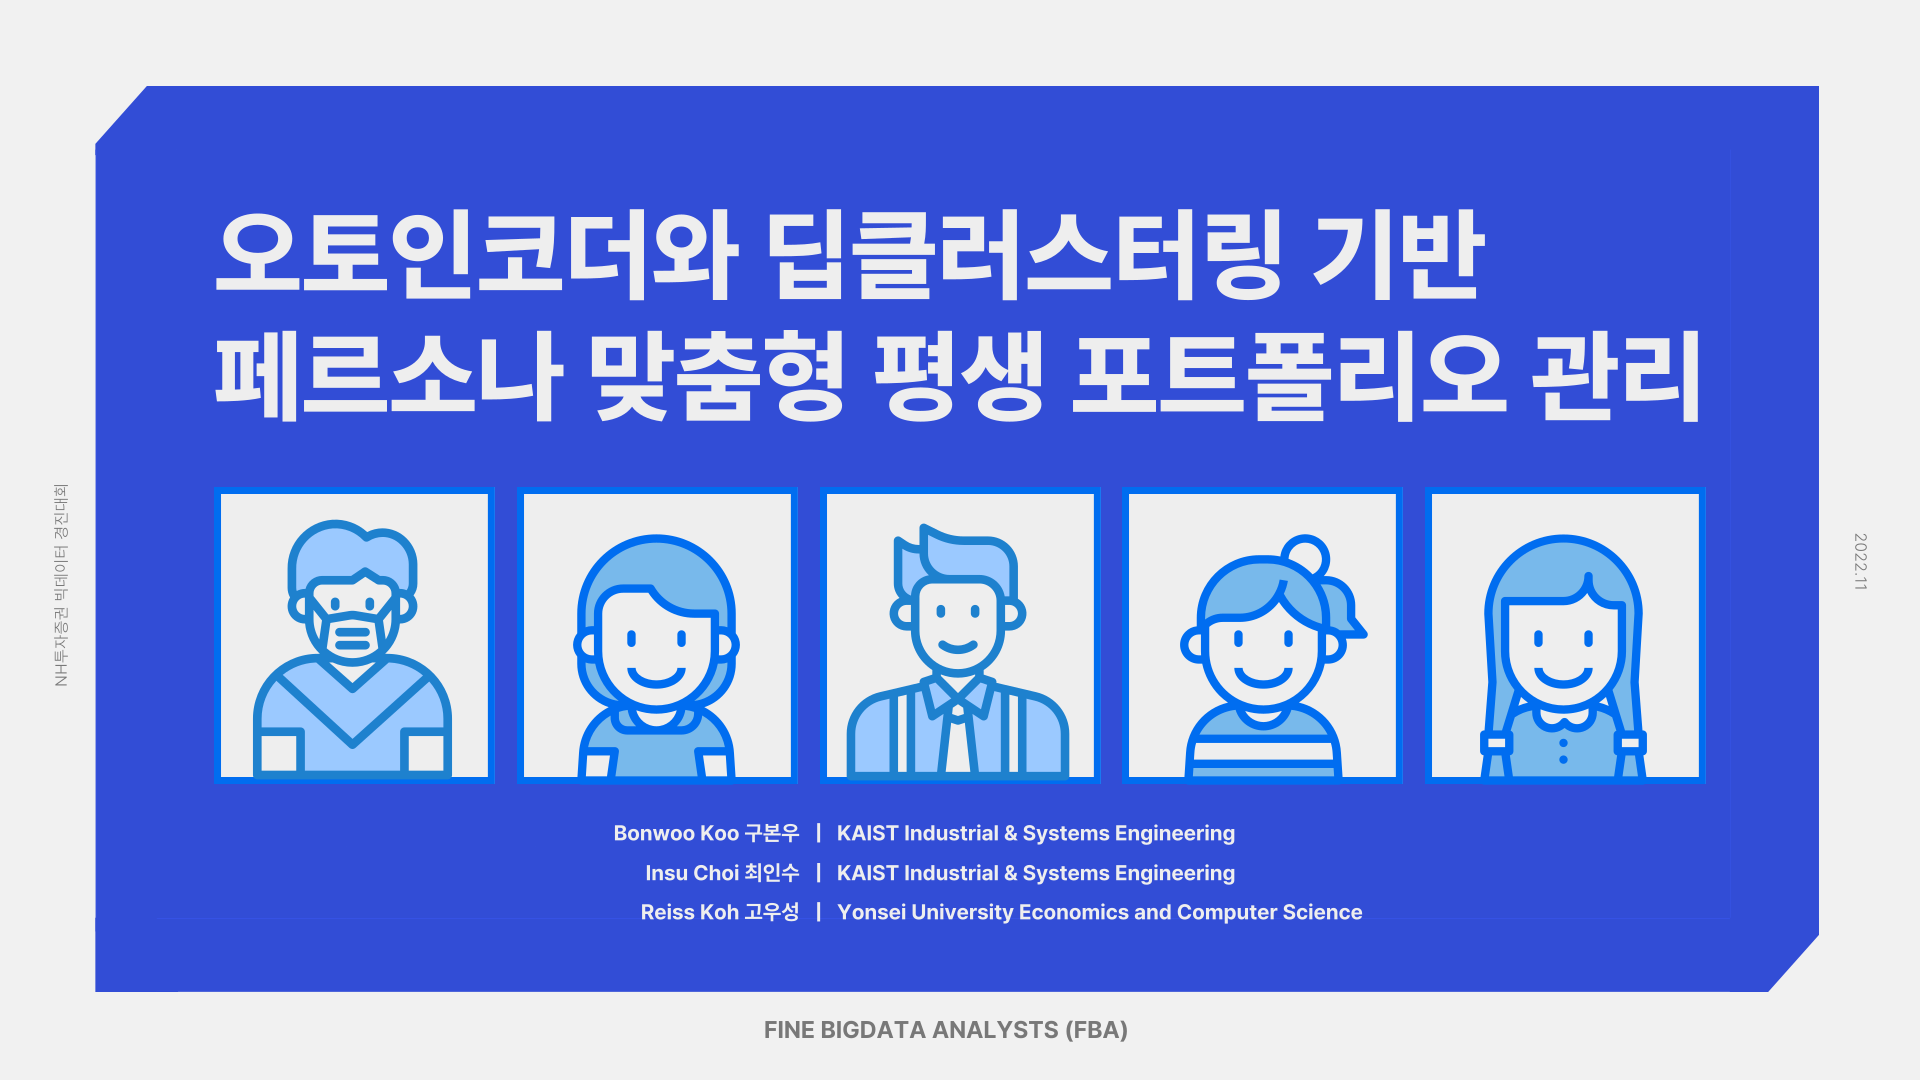 오토인코더와 딥클러스터링 기반
페르소나 맞춤형 평생 포트폴리오 관리
NH투자증권 빅데이터 경진대회
2022.11
Bonwoo Koo 구본우 | KAIST Industrial & Systems Engineering
Insu Choi 최인수 | KAIST Industrial & Systems Engineering
Reiss Koh 고우성 | Yonsei University Economics and Computer Science
FINE BIGDATA ANALYSTS (FBA)